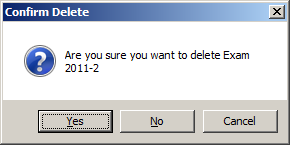 Confirm Delete
Are you sure you want to delete Exam
2011-2
Yes
No
Cancel